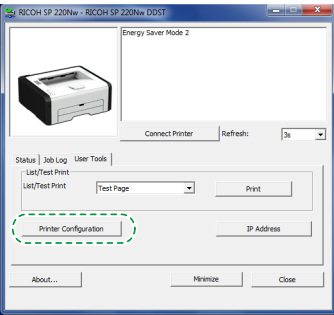 RICOH SP 220Nw - RICOH SP 220Nw DDST
Energy Saver Mode 2
Connect Printer Refresh: 3s
Status Job Log User Tools
List/Test Print
List/Test Print Test Page Print
Printer Configuration IP Address
About... Minimize Close